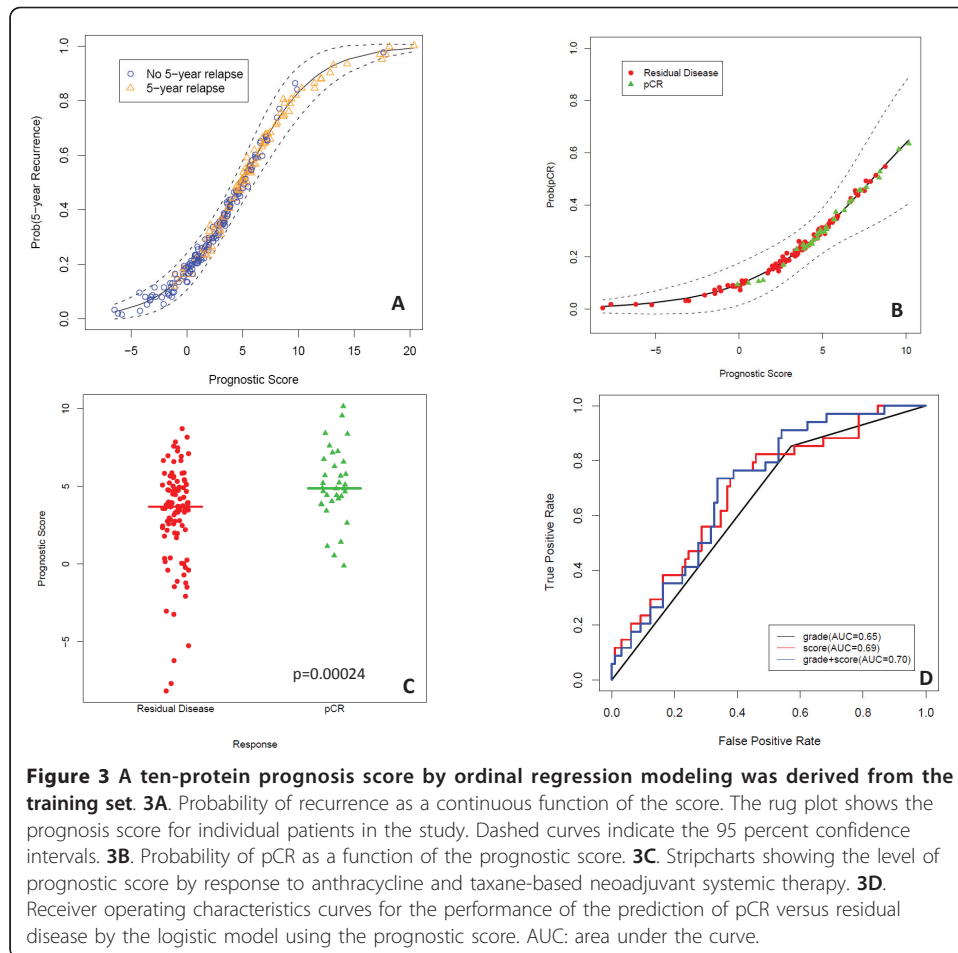 No 5-year relapse
5-year relapse
Prob(5-year Recurrence)
0.0 0.2 0.4 0.6 0.8 1.0
−5 0 5 10 15 20
Prognostic Score
A
Residual Disease
pCR
Prob(pCR)
0.0 0.2 0.4 0.6 0.8 1.0
−5 0 5 10
Prognostic Score
B
Prognostic Score
−5 0 5 10
p=0.00024
C
Residual Disease pCR
Response
True Positive Rate
0.0 0.2 0.4 0.6 0.8 1.0
grade(AUC=0.65)
score(AUC=0.69)
grade+score(AUC=0.70)
D
0.0 0.2 0.4 0.6 0.8 1.0
False Positive Rate
Figure 3 A ten-protein prognosis score by ordinal regression modeling was derived from the
training set. 3A. Probability of recurrence as a continuous function of the score. The rug plot shows the
prognosis score for individual patients in the study. Dashed curves indicate the 95 percent confidence
intervals. 3B. Probability of pCR as a function of the prognostic score. 3C. Stripcharts showing the level of
prognostic score by response to anthracycline and taxane-based neoadjuvant systemic therapy. 3D.
Receiver operating characteristics curves for the performance of the prediction of pCR versus residual
disease by the logistic model using the prognostic score. AUC: area under the curve.